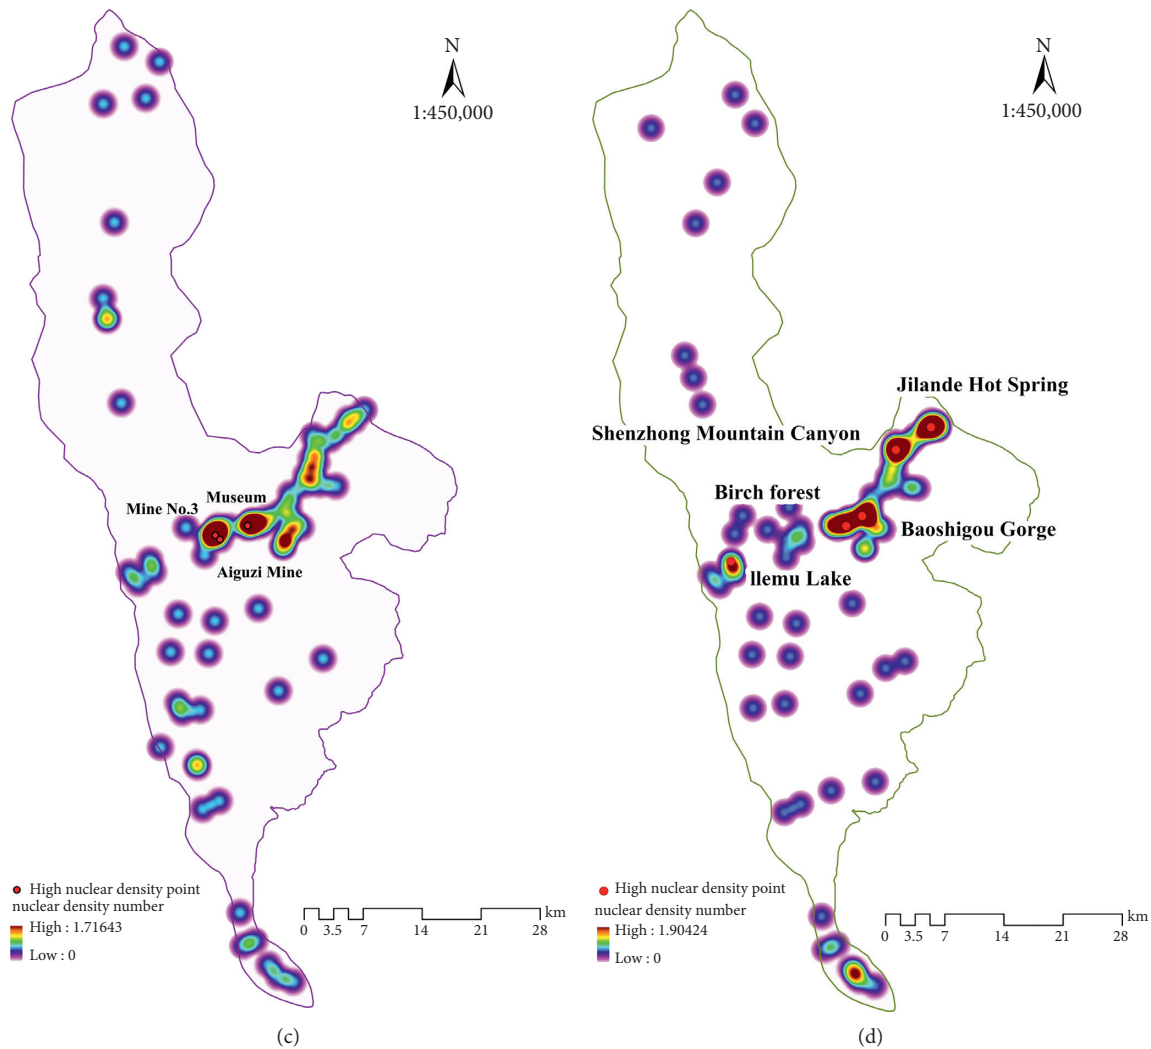 N
1:450,000
Museum
Mine No.3
Aiguzi Mine
High nuclear density point
nuclear density number
High : 1.71643
Low : 0
km
0 3.5 7 14 21 28
(c)
N
1:450,000
Jilande Hot Spring
Shenzhong Mountain Canyon
Birch forest
Baoshigou Gorge
llemu Lake
High nuclear density point
nuclear density number
High : 1.90424
Low : 0
km
0 3.5 7 14 21 28
(d)